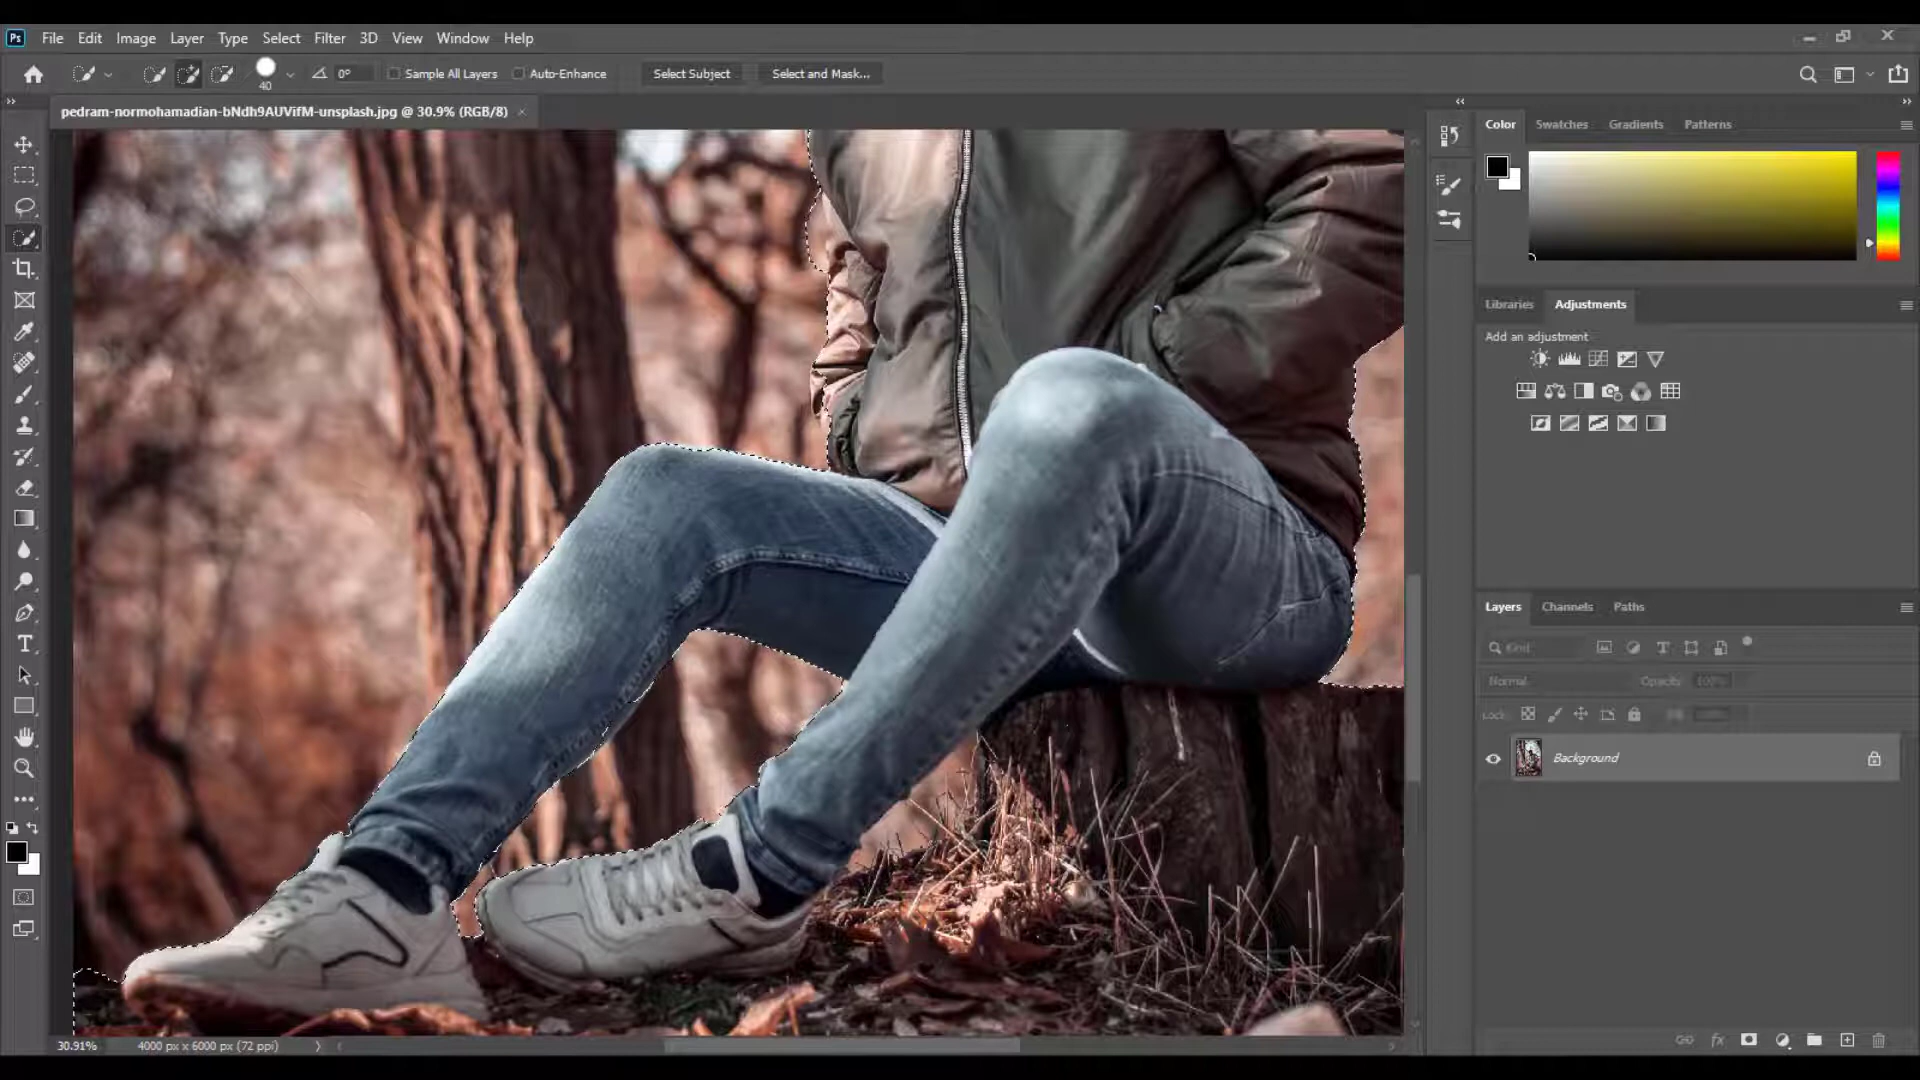 Ps File Edit Image Layer Type Select Filter 3D View Window Help
40 0° Sample All Layers Auto-Enhance Select Subject Select and Mask...
pedram-normohamadian-bNdh9AUVifM-unsplash.jpg @ 30.9% (RGB/8)
Color Swatches Gradients Patterns
Libraries Adjustments
Add an adjustment
Layers Channels Paths
Kind
Normal Opacity: 100%
Lock:
Background
fx
30.91% 4000 px x 6000 px (72 ppi)